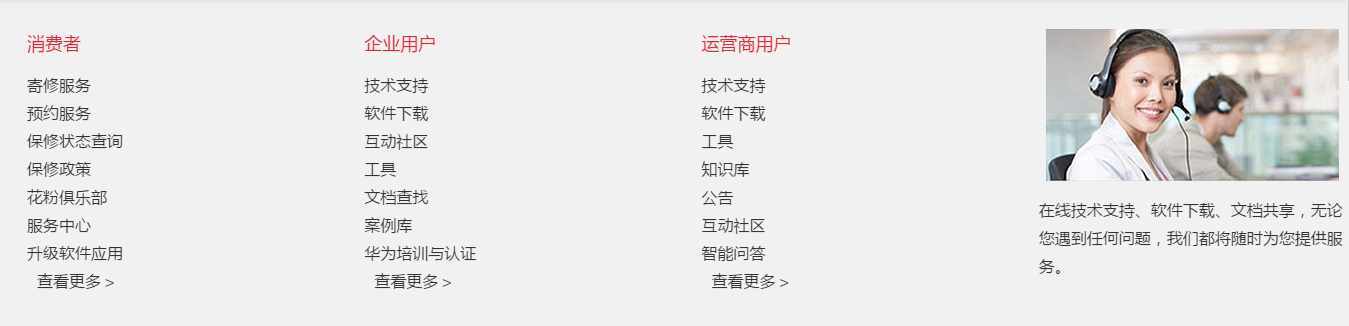 消费者
寄修服务
预约服务
保修状态查询
保修政策
花粉俱乐部
服务中心
升级软件应用
查看更多 >
企业用户
技术支持
软件下载
互动社区
工具
文档查找
案例库
华为培训与认证
查看更多 >
运营商用户
技术支持
软件下载
工具
知识库
公告
互动社区
智能问答
查看更多 >
在线技术支持、软件下载、文档共享，无论
您遇到任何问题，我们都将随时为您提供服
务。